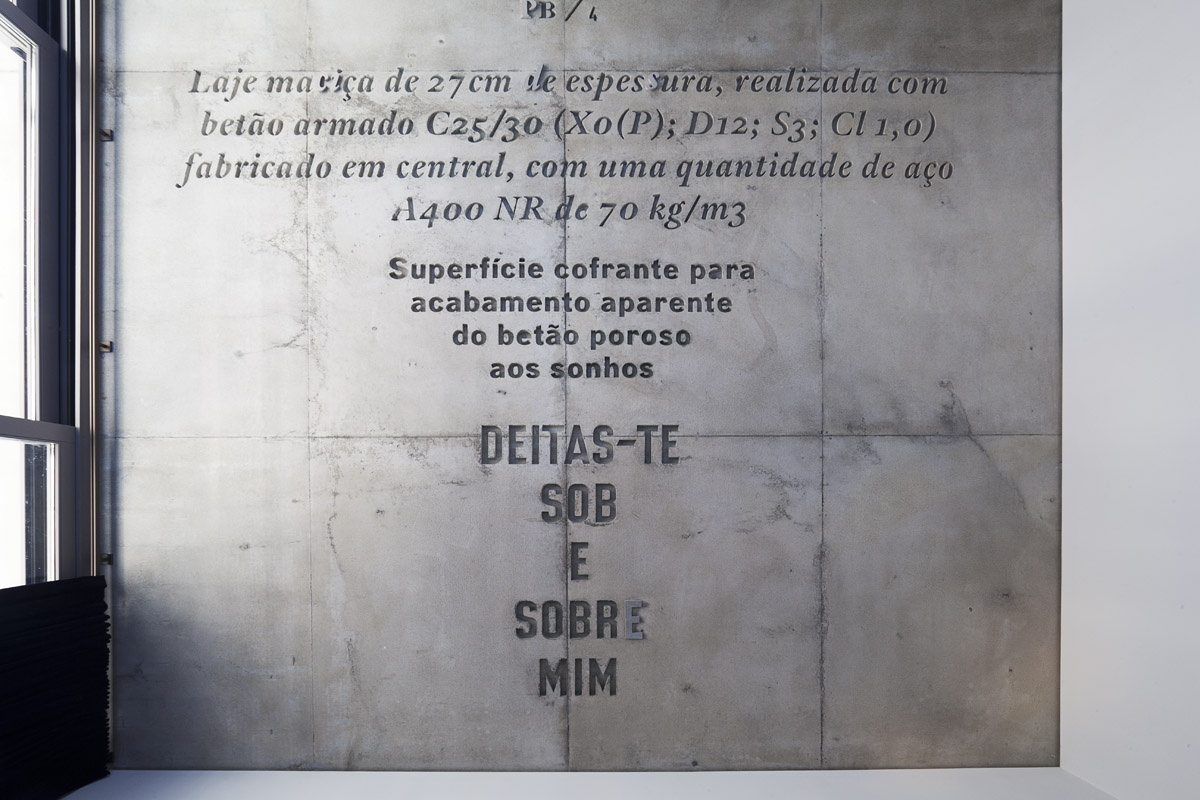 PB / 4
Laje maciça de 27cm de espessura, realizada com
betão armado C25/30 (X0(P); D12; S3; Cl 1,0)
fabricado em central, com uma quantidade de aço
A400 NR de 70 kg/m3
Superfície cofrante para
acabamento aparente
do betão poroso
aos sonhos
DEITAS-TE
SOB
E
SOBRE
MIM